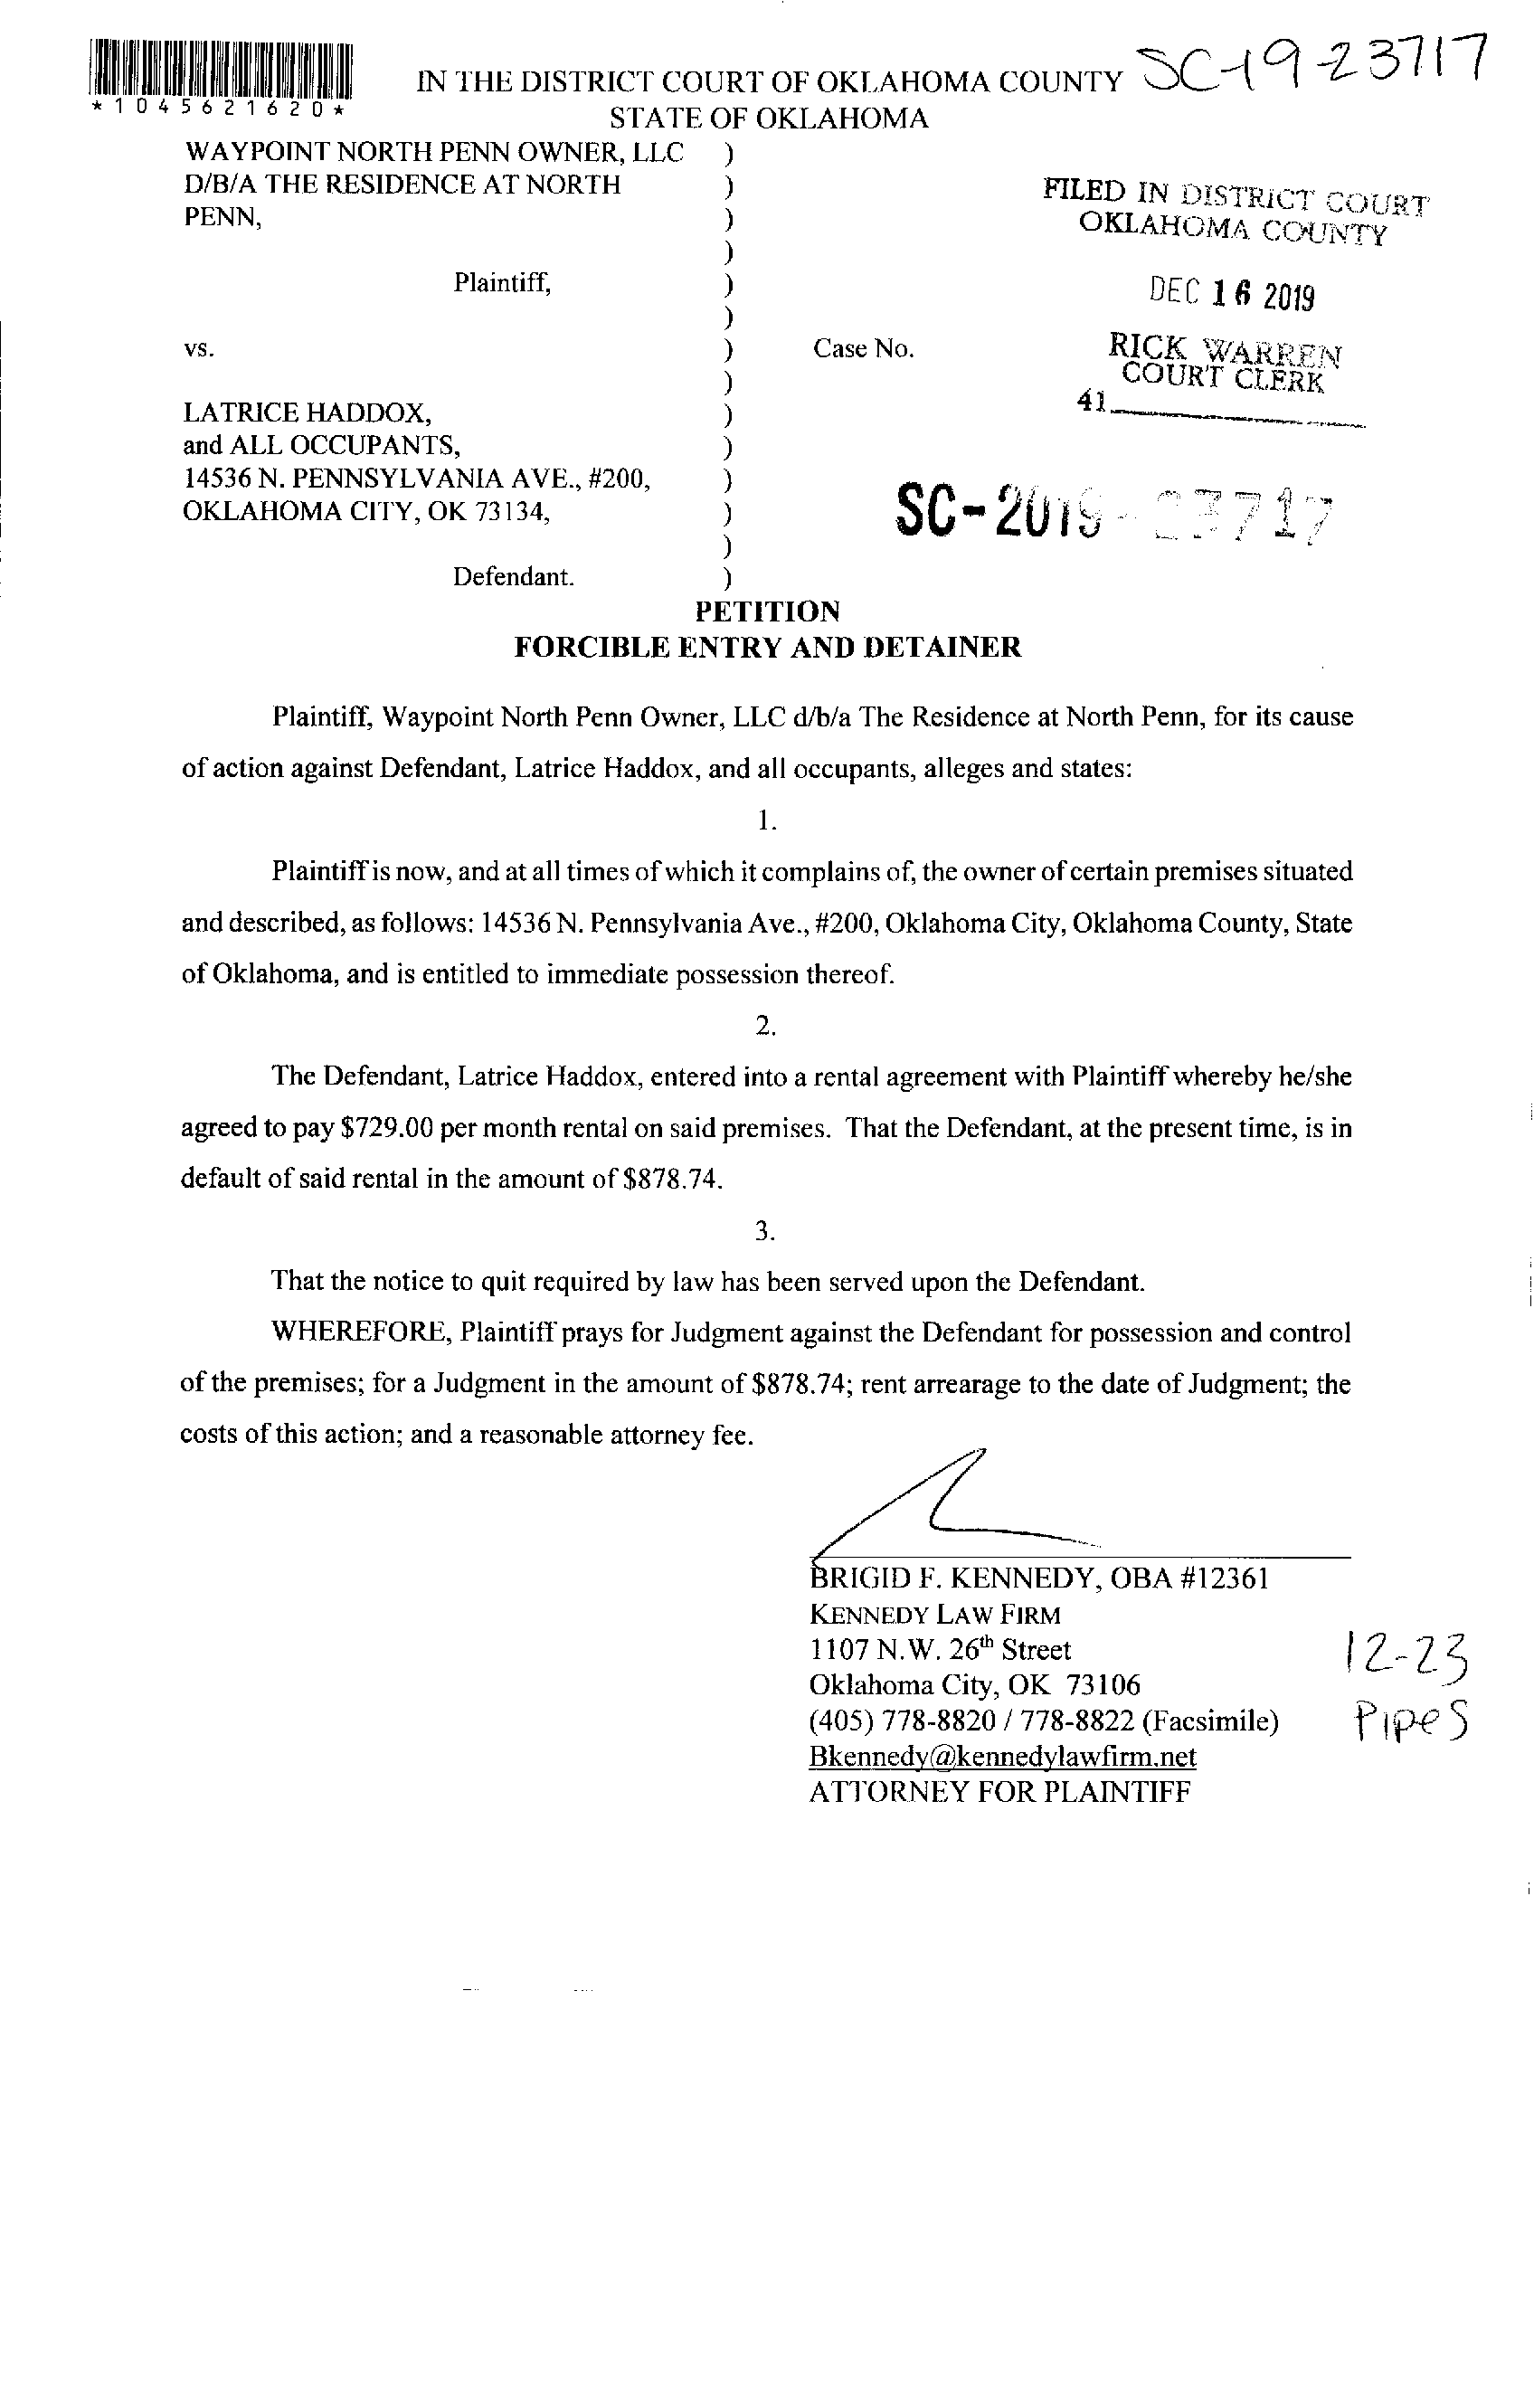 IN THE DISTRICT COURT OF OKLAHOMA COUNTY SC-19-23717
*1045621620*
STATE OF OKLAHOMA
WAYPOINT NORTH PENN OWNER, LLC )
D/B/A THE RESIDENCE AT NORTH )
PENN, )
)
Plaintiff, )
)
vs. ) Case No.
)
LATRICE HADDOX, )
and ALL OCCUPANTS, )
14536 N. PENNSYLVANIA AVE., #200, )
OKLAHOMA CITY, OK 73134, )
)
Defendant. )
FILED IN DISTRICT COURT
OKLAHOMA COUNTY
DEC 16 2019
RICK WARREN
COURT CLERK
41
SC-2019-23717
PETITION
FORCIBLE ENTRY AND DETAINER
Plaintiff, Waypoint North Penn Owner, LLC d/b/a The Residence at North Penn, for its cause
of action against Defendant, Latrice Haddox, and all occupants, alleges and states:
1.
Plaintiff is now, and at all times of which it complains of, the owner of certain premises situated
and described, as follows: 14536 N. Pennsylvania Ave., #200, Oklahoma City, Oklahoma County, State
of Oklahoma, and is entitled to immediate possession thereof.
2.
The Defendant, Latrice Haddox, entered into a rental agreement with Plaintiff whereby he/she
agreed to pay $729.00 per month rental on said premises. That the Defendant, at the present time, is in
default of said rental in the amount of $878.74.
3.
That the notice to quit required by law has been served upon the Defendant.
WHEREFORE, Plaintiff prays for Judgment against the Defendant for possession and control
of the premises; for a Judgment in the amount of $878.74; rent arrearage to the date of Judgment; the
costs of this action; and a reasonable attorney fee.
BRIGID F. KENNEDY, OBA #12361
KENNEDY LAW FIRM
1107 N.W. 26th Street
Oklahoma City, OK 73106
(405) 778-8820 / 778-8822 (Facsimile)
Bkennedy@kennedylawfirm.net
ATTORNEY FOR PLAINTIFF
12-23
Pipes